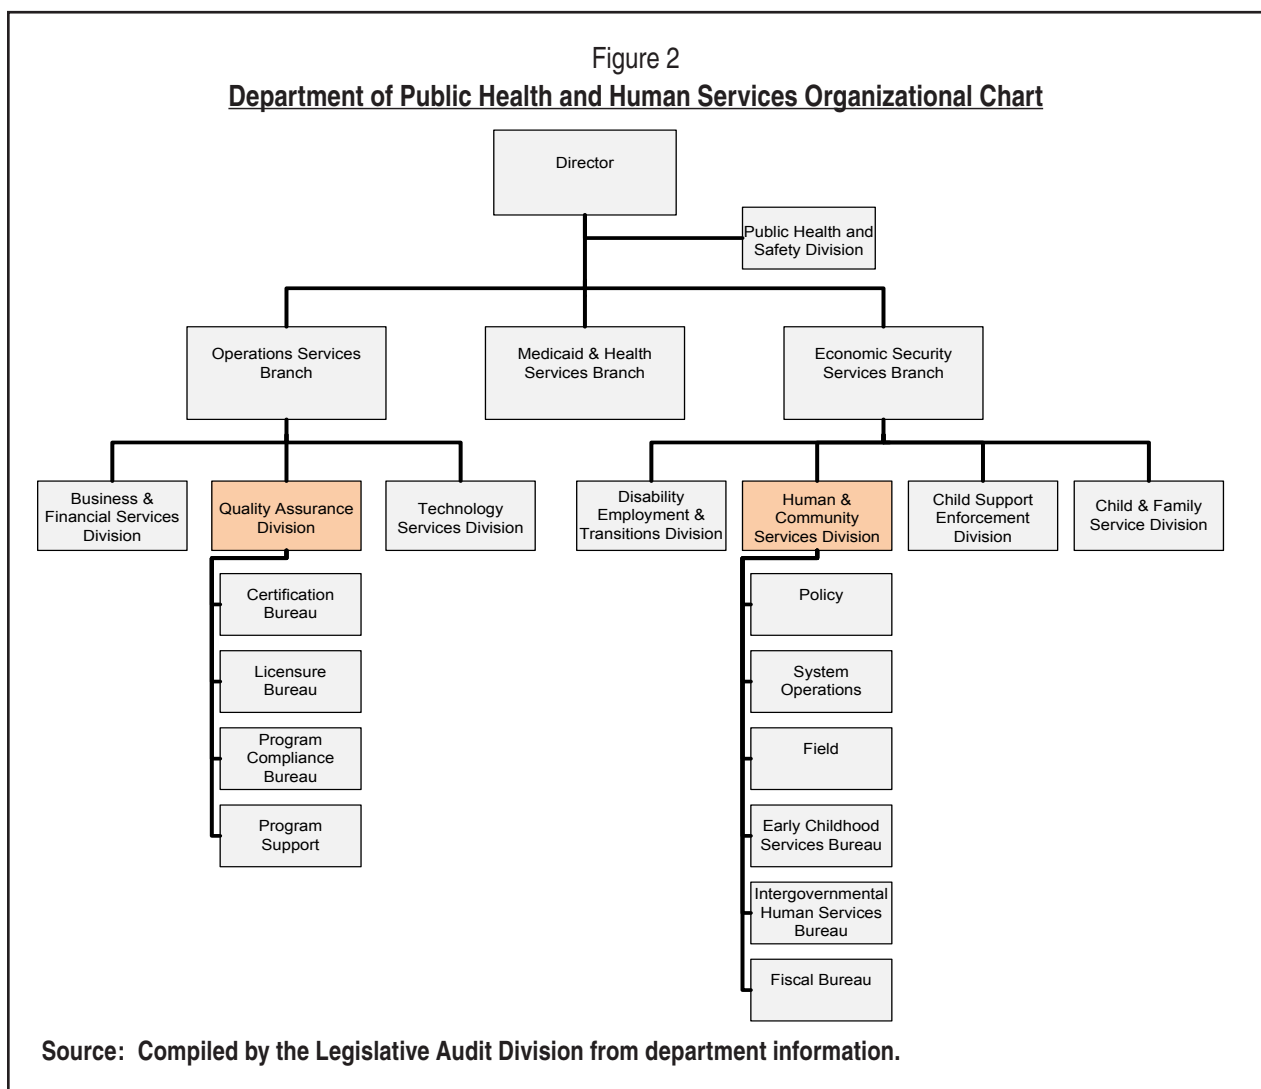 Figure 2
Department of Public Health and Human Services Organizational Chart
Director
Public Health and
Safety Division
Operations Services
Branch
Medicaid & Health
Services Branch
Economic Security
Services Branch
Business &
Financial Services
Division
Quality Assurance
Division
Technology
Services Division
Disability
Employment &
Transitions Division
Human &
Community
Services Division
Child Support
Enforcement
Division
Child & Family
Service Division
Certification
Bureau
Licensure
Bureau
Program
Compliance
Bureau
Program
Support
Policy
System
Operations
Field
Early Childhood
Services Bureau
Intergovernmental
Human Services
Bureau
Fiscal Bureau
Source: Compiled by the Legislative Audit Division from department information.